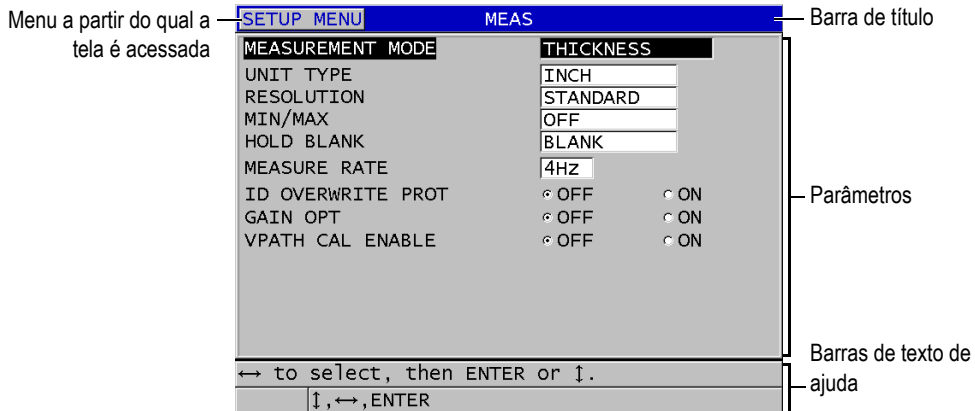 Menu a partir do qual a
tela é acessada
SETUP MENU MEAS
Barra de título
MEASUREMENT MODE THICKNESS
UNIT TYPE INCH
RESOLUTION STANDARD
MIN/MAX OFF
HOLD BLANK BLANK
MEASURE RATE 4Hz
ID OVERWRITE PROT OFF ON
GAIN OPT OFF ON
VPATH CAL ENABLE OFF ON
Parâmetros
Barras de texto de
ajuda
↔ to select, then ENTER or ↕.
↕,↔,ENTER